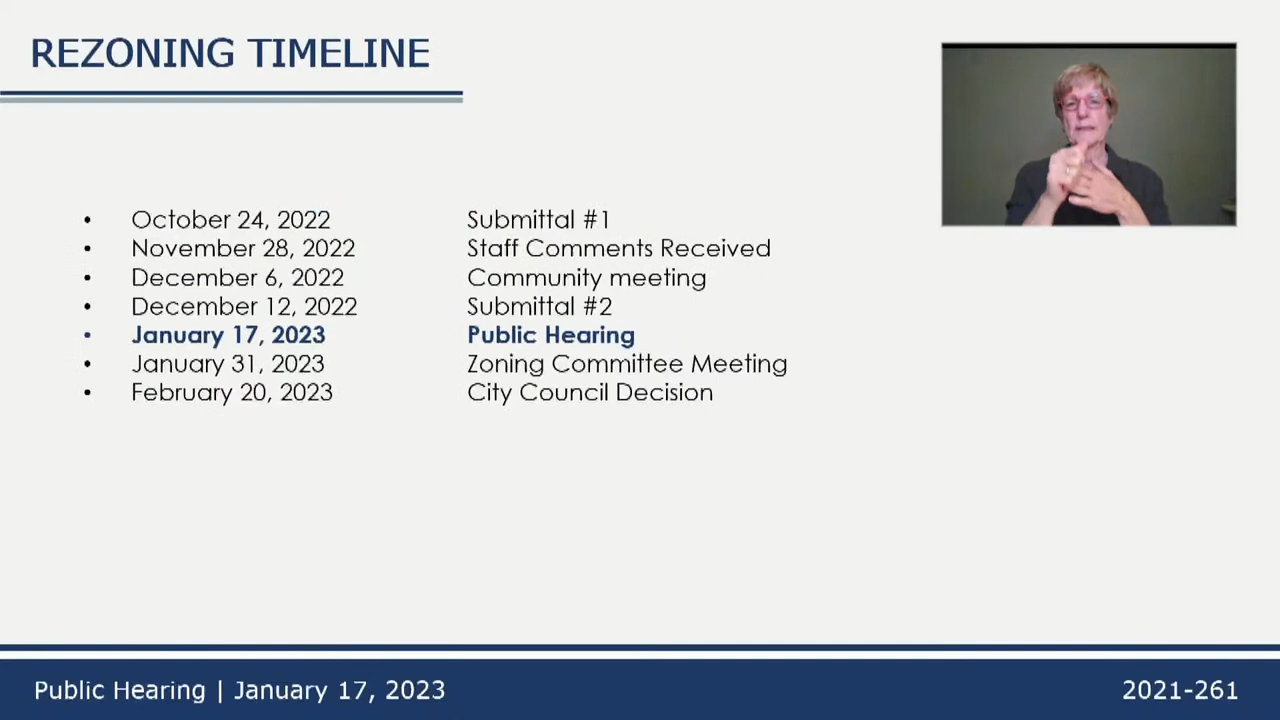 REZONING TIMELINE
• October 24, 2022 Submittal #1
• November 28, 2022 Staff Comments Received
• December 6, 2022 Community meeting
• December 12, 2022 Submittal #2
• January 17, 2023 Public Hearing
• January 31, 2023 Zoning Committee Meeting
• February 20, 2023 City Council Decision
Public Hearing | January 17, 2023 2021-261